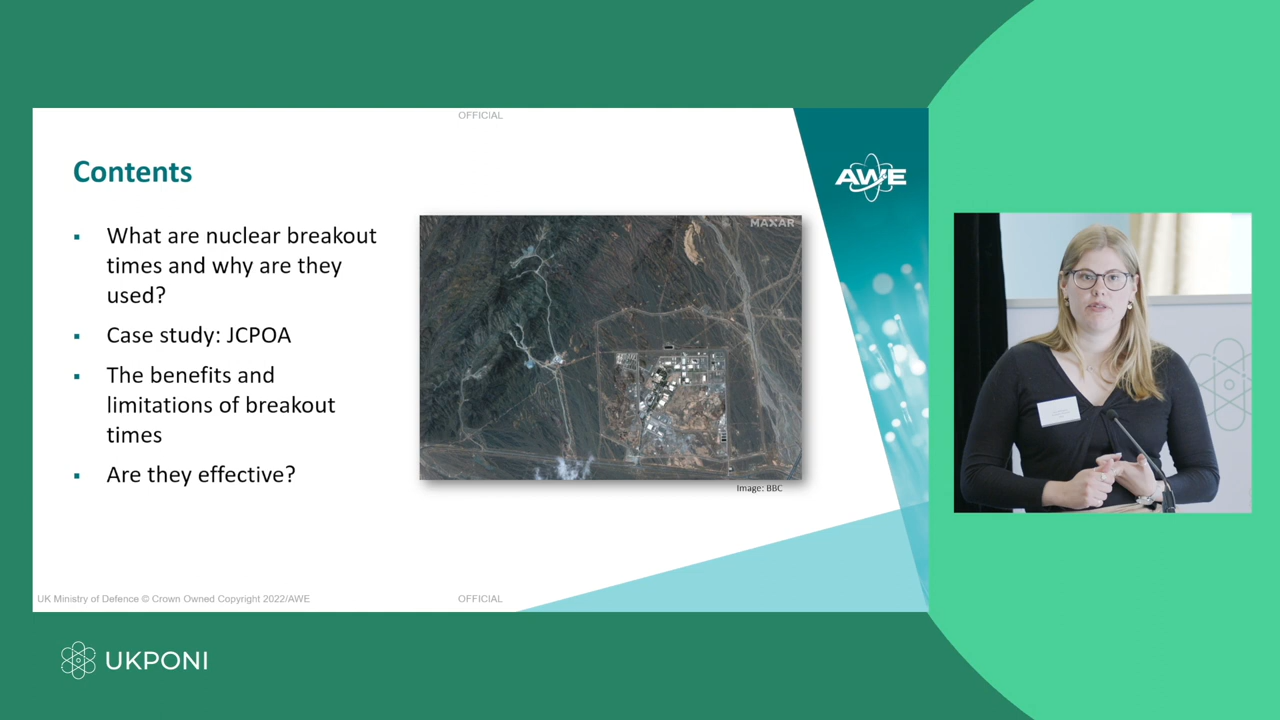 OFFICIAL
Contents
AWE
▪ What are nuclear breakout
times and why are they
used?
▪ Case study: JCPOA
▪ The benefits and
limitations of breakout
times
▪ Are they effective?
MAXAR
Image: BBC
UK Ministry of Defence © Crown Owned Copyright 2022/AWE
OFFICIAL
UKPONI